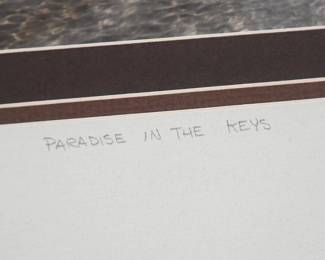 PARADISE IN THE KEYS